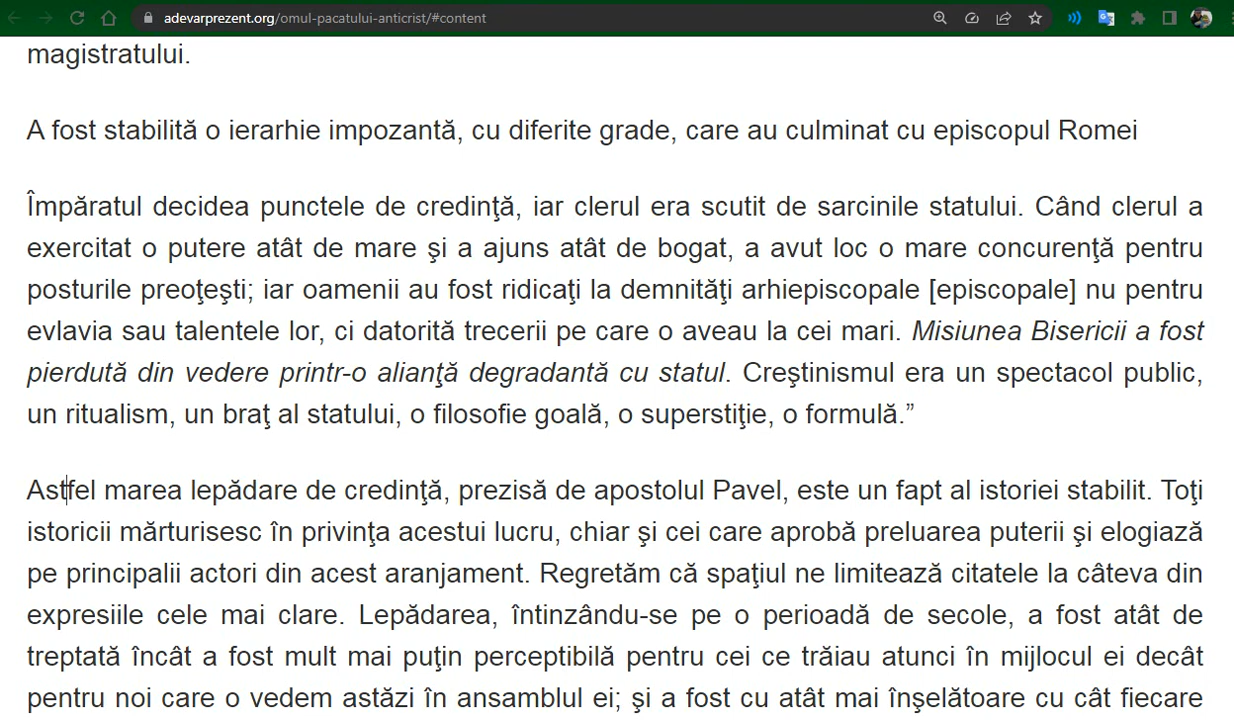 adevarprezent.org/omul-pacatului-anticrist/#content
magistratului.
A fost stabilită o ierarhie impozantă, cu diferite grade, care au culminat cu episcopul Romei
Împăratul decidea punctele de credinţă, iar clerul era scutit de sarcinile statului. Când clerul a
exercitat o putere atât de mare şi a ajuns atât de bogat, a avut loc o mare concurenţă pentru
posturile preoţeşti; iar oamenii au fost ridicaţi la demnităţi arhiepiscopale [episcopale] nu pentru
evlavia sau talentele lor, ci datorită trecerii pe care o aveau la cei mari. Misiunea Bisericii a fost
pierdută din vedere printr-o alianţă degradantă cu statul. Creştinismul era un spectacol public,
un ritualism, un braţ al statului, o filosofie goală, o superstiţie, o formulă.”
Astfel marea lepădare de credinţă, prezisă de apostolul Pavel, este un fapt al istoriei stabilit. Toţi
istoricii mărturisesc în privinţa acestui lucru, chiar şi cei care aprobă preluarea puterii şi elogiază
pe principalii actori din acest aranjament. Regretăm că spaţiul ne limitează citatele la câteva din
expresiile cele mai clare. Lepădarea, întinzându-se pe o perioadă de secole, a fost atât de
treptată încât a fost mult mai puţin perceptibilă pentru cei ce trăiau atunci în mijlocul ei decât
pentru noi care o vedem astăzi în ansamblul ei; şi a fost cu atât mai înşelătoare cu cât fiecare